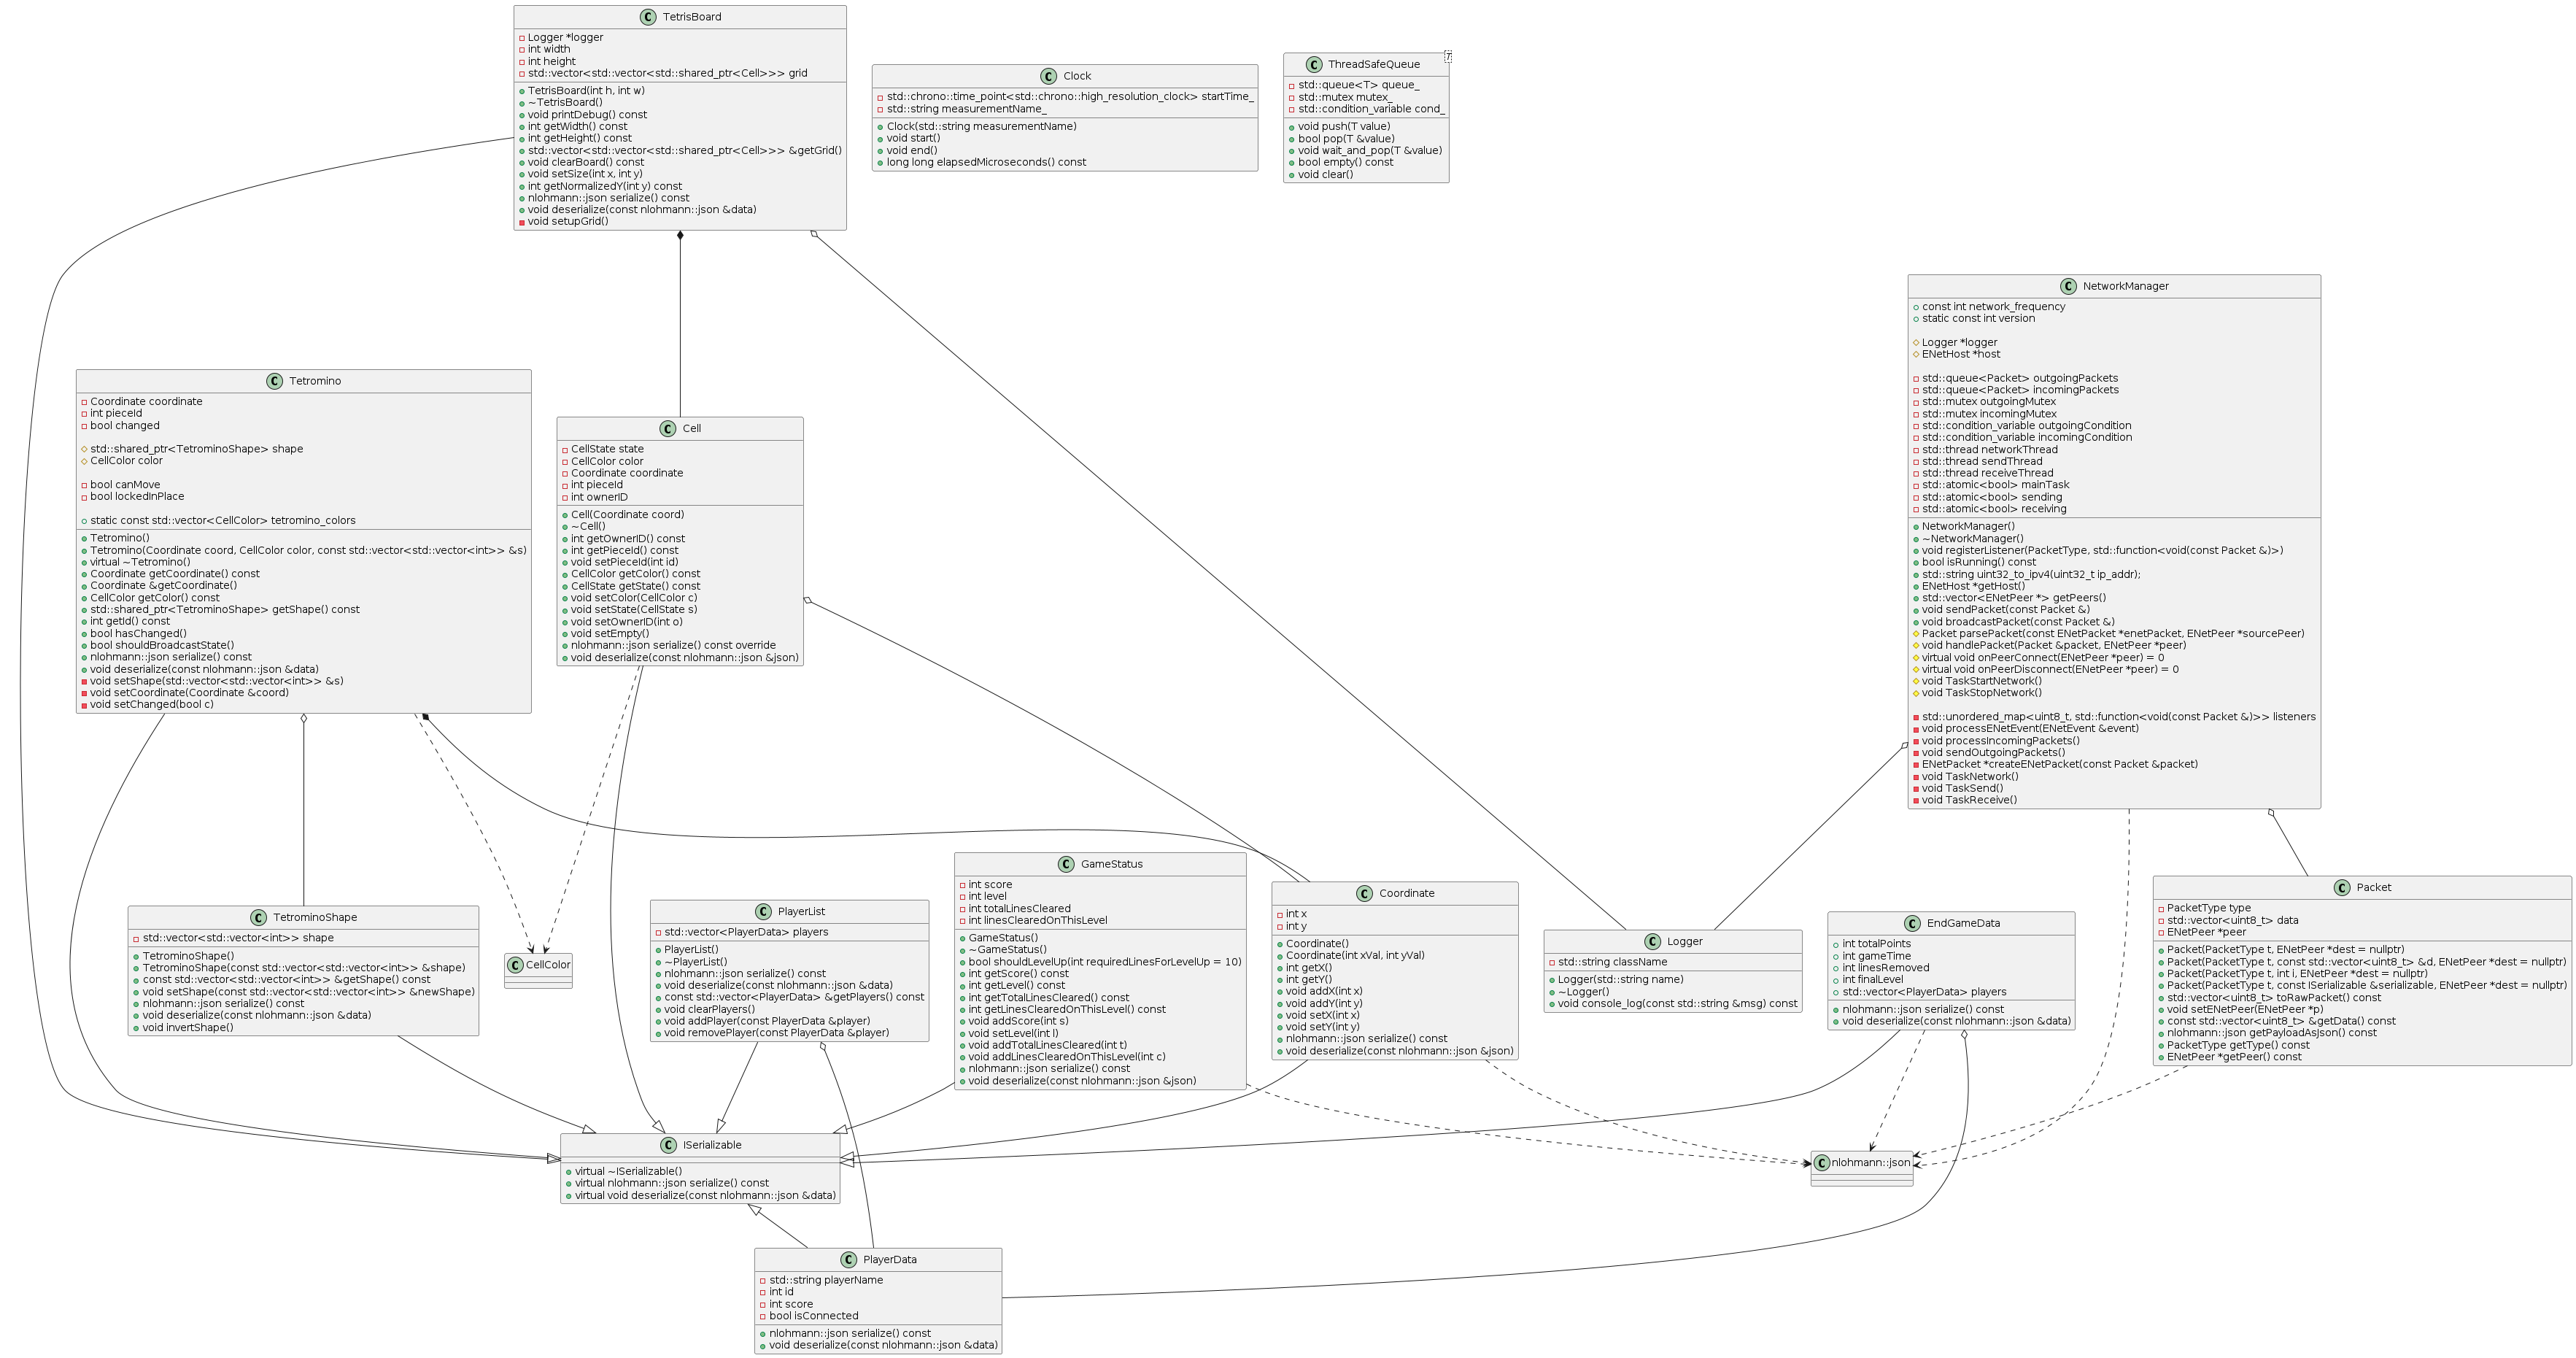 TetrisBoard
Logger *logger
int width
int height
std::vector<std::vector<std::shared_ptr<Cell>>> grid
TetrisBoard(int h, int w)
~TetrisBoard()
void printDebug() const
int getWidth() const
int getHeight() const
std::vector<std::vector<std::shared_ptr<Cell>>> &getGrid()
void clearBoard() const
void setSize(int x, int y)
int getNormalizedY(int y) const
nlohmann::json serialize() const
void deserialize(const nlohmann::json &data)
void setupGrid()
Clock
std::chrono::time_point<std::chrono::high_resolution_clock> startTime_
std::string measurementName_
Clock(std::string measurementName)
void start()
void end()
long long elapsedMicroseconds() const
ThreadSafeQueue
T
std::queue<T> queue_
std::mutex mutex_
std::condition_variable cond_
void push(T value)
bool pop(T &value)
void wait_and_pop(T &value)
bool empty() const
void clear()
NetworkManager
const int network_frequency
static const int version
Logger *logger
ENetHost *host
std::queue<Packet> outgoingPackets
std::queue<Packet> incomingPackets
std::mutex outgoingMutex
std::mutex incomingMutex
std::condition_variable outgoingCondition
std::condition_variable incomingCondition
std::thread networkThread
std::thread sendThread
std::thread receiveThread
std::atomic<bool> mainTask
std::atomic<bool> sending
std::atomic<bool> receiving
NetworkManager()
~NetworkManager()
void registerListener(PacketType, std::function<void(const Packet &)>)
bool isRunning() const
std::string uint32_to_ipv4(uint32_t ip_addr);
ENetHost *getHost()
std::vector<ENetPeer *> getPeers()
void sendPacket(const Packet &)
void broadcastPacket(const Packet &)
Packet parsePacket(const ENetPacket *enetPacket, ENetPeer *sourcePeer)
void handlePacket(Packet &packet, ENetPeer *peer)
virtual void onPeerConnect(ENetPeer *peer) = 0
virtual void onPeerDisconnect(ENetPeer *peer) = 0
void TaskStartNetwork()
void TaskStopNetwork()
std::unordered_map<uint8_t, std::function<void(const Packet &)>> listeners
void processENetEvent(ENetEvent &event)
void processIncomingPackets()
void sendOutgoingPackets()
ENetPacket *createENetPacket(const Packet &packet)
void TaskNetwork()
void TaskSend()
void TaskReceive()
Tetromino
Coordinate coordinate
int pieceId
bool changed
std::shared_ptr<TetrominoShape> shape
CellColor color
bool canMove
bool lockedInPlace
static const std::vector<CellColor> tetromino_colors
Tetromino()
Tetromino(Coordinate coord, CellColor color, const std::vector<std::vector<int>> &s)
virtual ~Tetromino()
Coordinate getCoordinate() const
Coordinate &getCoordinate()
CellColor getColor() const
std::shared_ptr<TetrominoShape> getShape() const
int getId() const
bool hasChanged()
bool shouldBroadcastState()
nlohmann::json serialize() const
void deserialize(const nlohmann::json &data)
void setShape(std::vector<std::vector<int>> &s)
void setCoordinate(Coordinate &coord)
void setChanged(bool c)
Cell
CellState state
CellColor color
Coordinate coordinate
int pieceId
int ownerID
Cell(Coordinate coord)
~Cell()
int getOwnerID() const
int getPieceId() const
void setPieceId(int id)
CellColor getColor() const
CellState getState() const
void setColor(CellColor c)
void setState(CellState s)
void setOwnerID(int o)
void setEmpty()
nlohmann::json serialize() const override
void deserialize(const nlohmann::json &json)
TetrominoShape
std::vector<std::vector<int>> shape
TetrominoShape()
TetrominoShape(const std::vector<std::vector<int>> &shape)
const std::vector<std::vector<int>> &getShape() const
void setShape(const std::vector<std::vector<int>> &newShape)
nlohmann::json serialize() const
void deserialize(const nlohmann::json &data)
void invertShape()
CellColor
PlayerList
std::vector<PlayerData> players
PlayerList()
~PlayerList()
nlohmann::json serialize() const
void deserialize(const nlohmann::json &data)
const std::vector<PlayerData> &getPlayers() const
void clearPlayers()
void addPlayer(const PlayerData &player)
void removePlayer(const PlayerData &player)
GameStatus
int score
int level
int totalLinesCleared
int linesClearedOnThisLevel
GameStatus()
~GameStatus()
bool shouldLevelUp(int requiredLinesForLevelUp = 10)
int getScore() const
int getLevel() const
int getTotalLinesCleared() const
int getLinesClearedOnThisLevel() const
void addScore(int s)
void setLevel(int l)
void addTotalLinesCleared(int t)
void addLinesClearedOnThisLevel(int c)
nlohmann::json serialize() const
void deserialize(const nlohmann::json &json)
Coordinate
int x
int y
Coordinate()
Coordinate(int xVal, int yVal)
int getX()
int getY()
void addX(int x)
void addY(int y)
void setX(int x)
void setY(int y)
nlohmann::json serialize() const
void deserialize(const nlohmann::json &json)
Logger
std::string className
Logger(std::string name)
~Logger()
void console_log(const std::string &msg) const
EndGameData
int totalPoints
int gameTime
int linesRemoved
int finalLevel
std::vector<PlayerData> players
nlohmann::json serialize() const
void deserialize(const nlohmann::json &data)
Packet
PacketType type
std::vector<uint8_t> data
ENetPeer *peer
Packet(PacketType t, ENetPeer *dest = nullptr)
Packet(PacketType t, const std::vector<uint8_t> &d, ENetPeer *dest = nullptr)
Packet(PacketType t, int i, ENetPeer *dest = nullptr)
Packet(PacketType t, const ISerializable &serializable, ENetPeer *dest = nullptr)
std::vector<uint8_t> toRawPacket() const
void setENetPeer(ENetPeer *p)
const std::vector<uint8_t> &getData() const
nlohmann::json getPayloadAsJson() const
PacketType getType() const
ENetPeer *getPeer() const
ISerializable
virtual ~ISerializable()
virtual nlohmann::json serialize() const
virtual void deserialize(const nlohmann::json &data)
nlohmann::json
PlayerData
std::string playerName
int id
int score
bool isConnected
nlohmann::json serialize() const
void deserialize(const nlohmann::json &data)